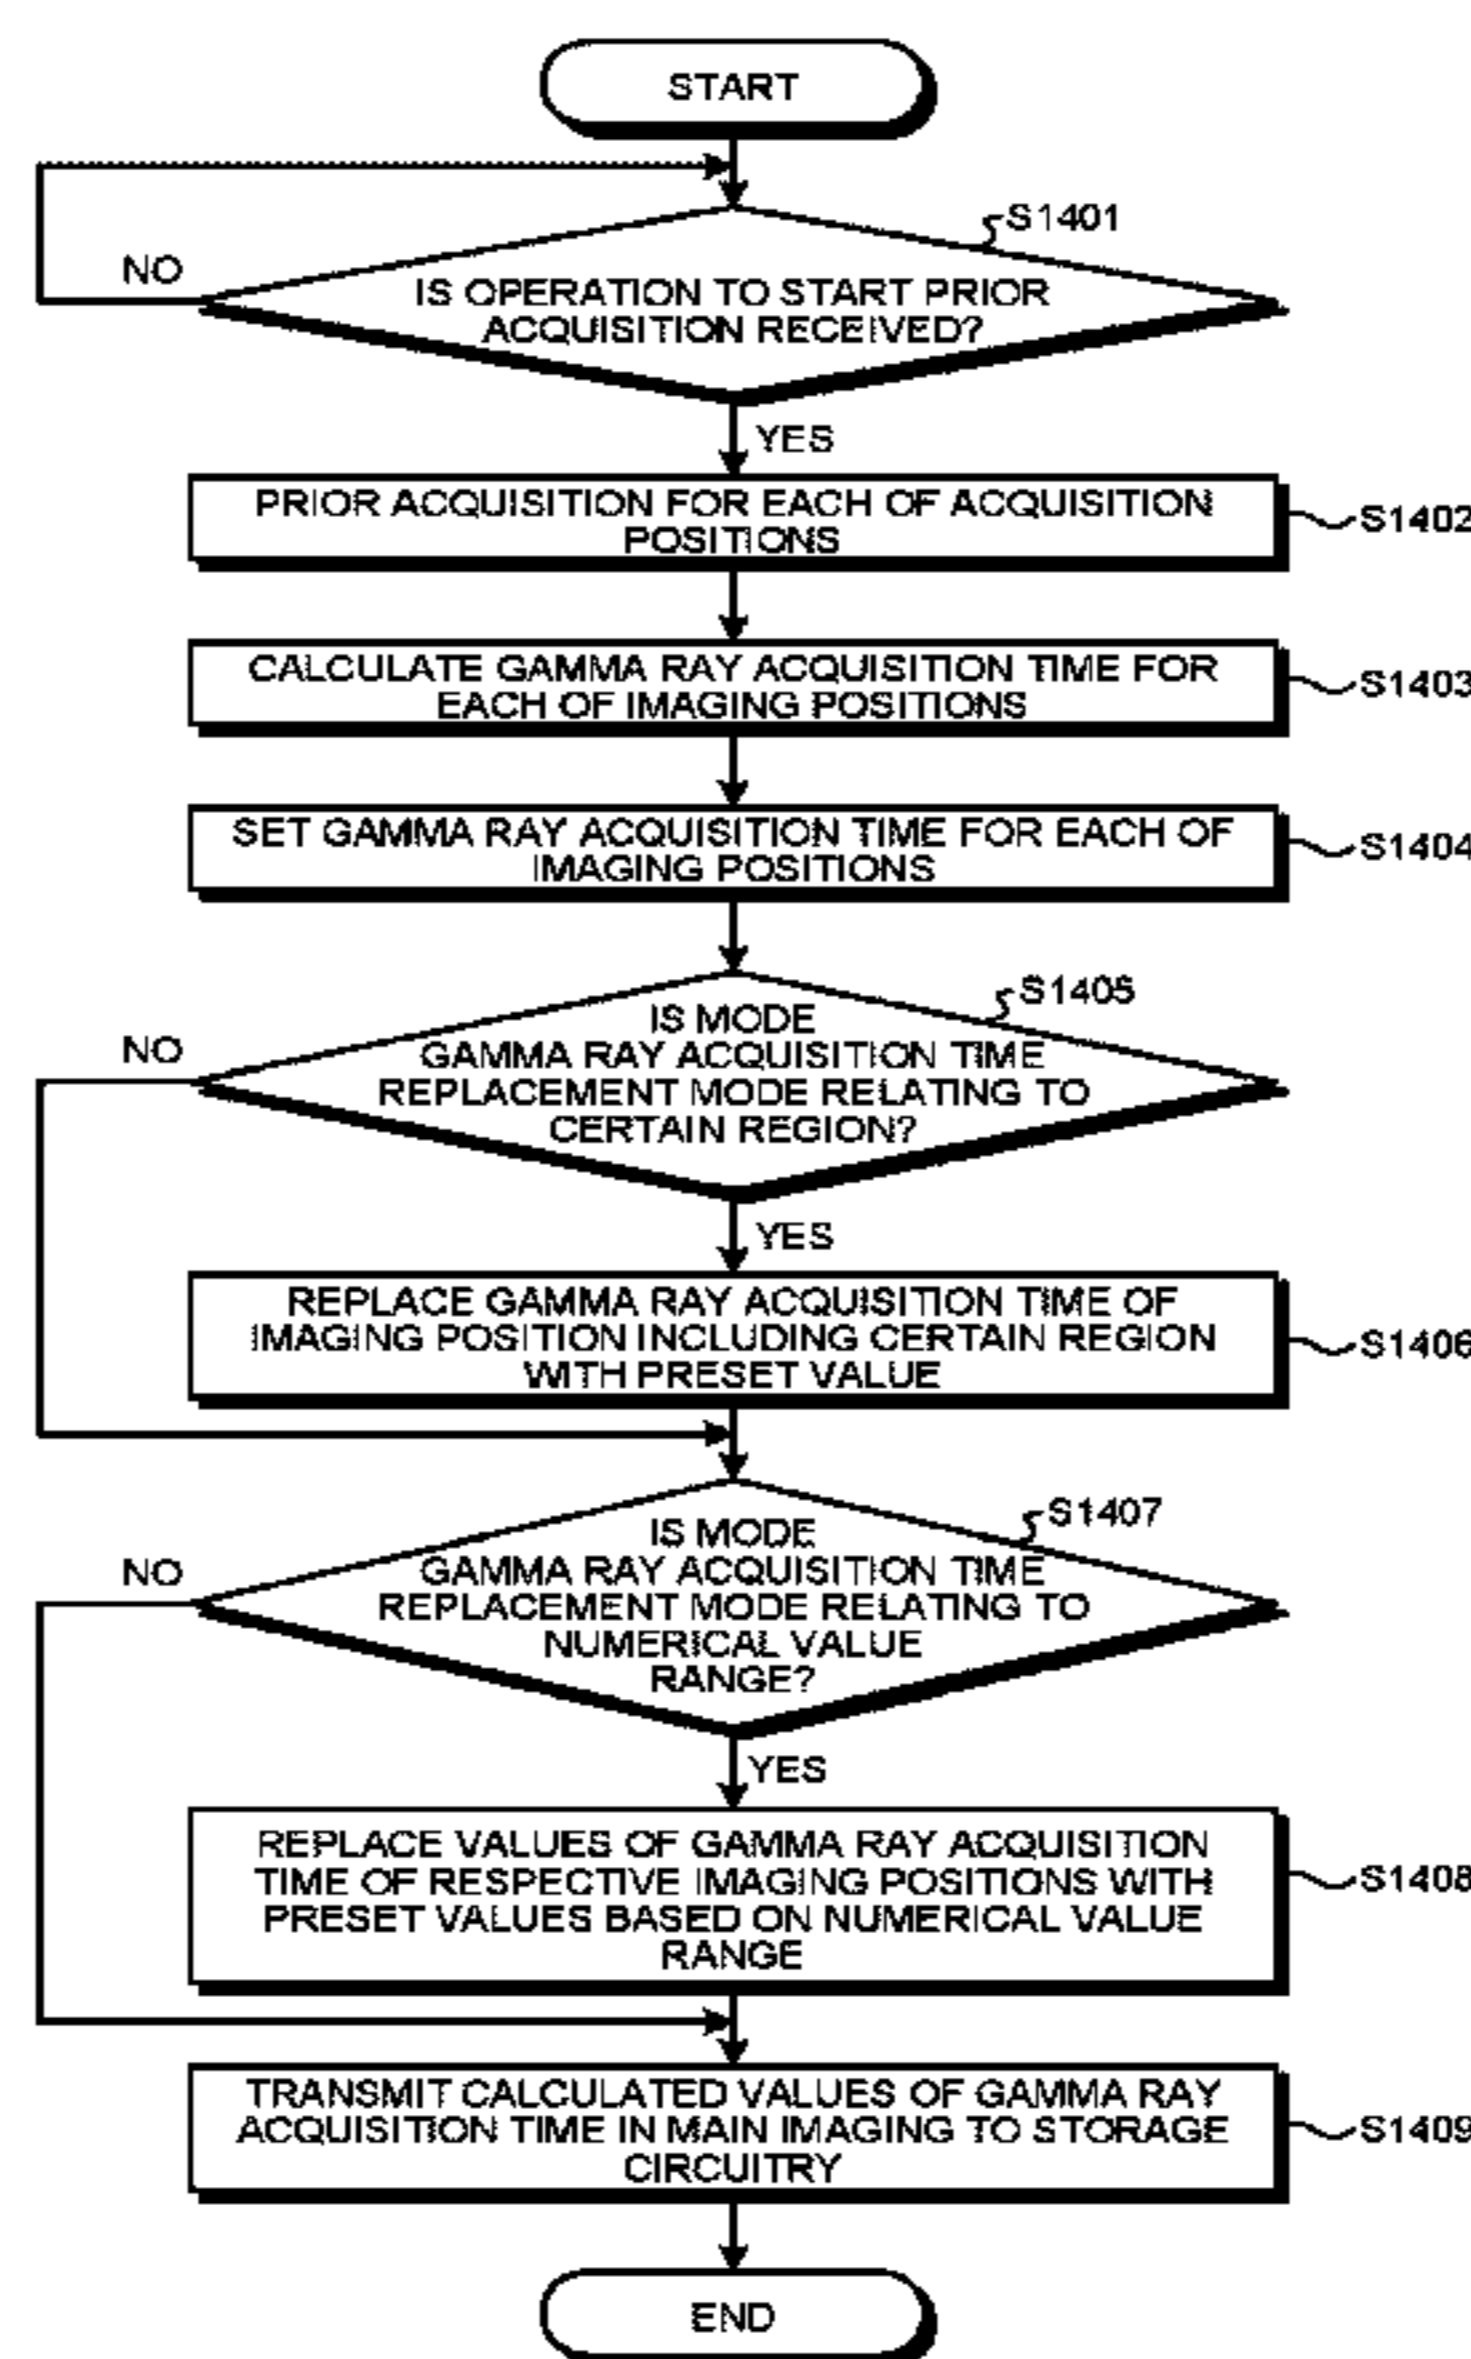 START
S1401
NO
IS OPERATION TO START PRIOR
ACQUISITION RECEIVED?
YES
PRIOR ACQUISITION FOR EACH OF ACQUISITION
POSITIONS
S1402
CALCULATE GAMMA RAY ACQUISITION TIME FOR
EACH OF IMAGING POSITIONS
S1403
SET GAMMA RAY ACQUISITION TIME FOR EACH OF
IMAGING POSITIONS
S1404
S1405
NO
IS MODE
GAMMA RAY ACQUISITION TIME
REPLACEMENT MODE RELATING TO
CERTAIN REGION?
YES
REPLACE GAMMA RAY ACQUISITION TIME OF
IMAGING POSITION INCLUDING CERTAIN REGION
WITH PRESET VALUE
S1406
S1407
NO
IS MODE
GAMMA RAY ACQUISITION TIME
REPLACEMENT MODE RELATING TO
NUMERICAL VALUE
RANGE?
YES
REPLACE VALUES OF GAMMA RAY ACQUISITION
TIME OF RESPECTIVE IMAGING POSITIONS WITH
PRESET VALUES BASED ON NUMERICAL VALUE
RANGE
S1408
TRANSMIT CALCULATED VALUES OF GAMMA RAY
ACQUISITION TIME IN MAIN IMAGING TO STORAGE
CIRCUITRY
S1409
END